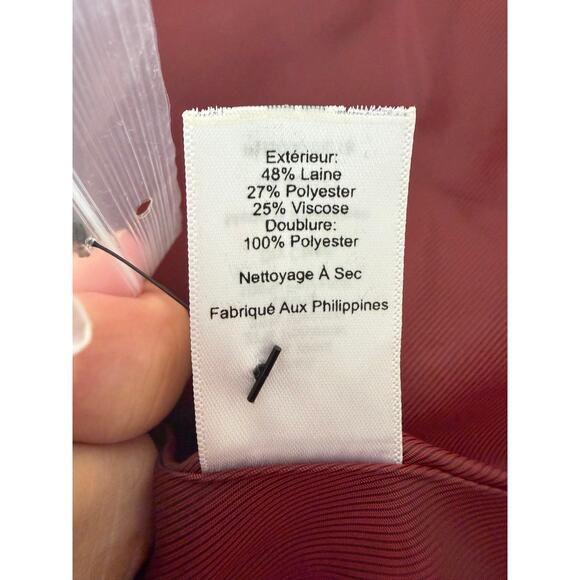 Extérieur:
48% Laine
27% Polyester
25% Viscose
Doublure:
100% Polyester
Nettoyage À Sec
Fabriqué Aux Philippines